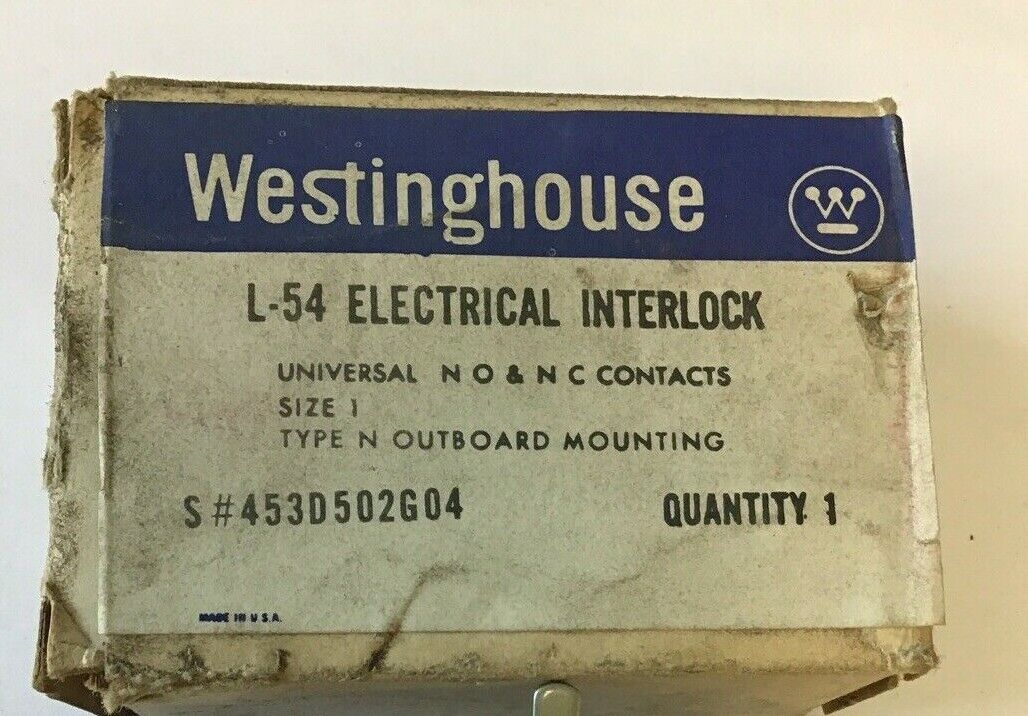 Westinghouse
L-54 ELECTRICAL INTERLOCK
UNIVERSAL N O & N C CONTACTS
SIZE 1
TYPE N OUTBOARD MOUNTING
S#453D502G04 QUANTITY 1
MADE IN U S A.